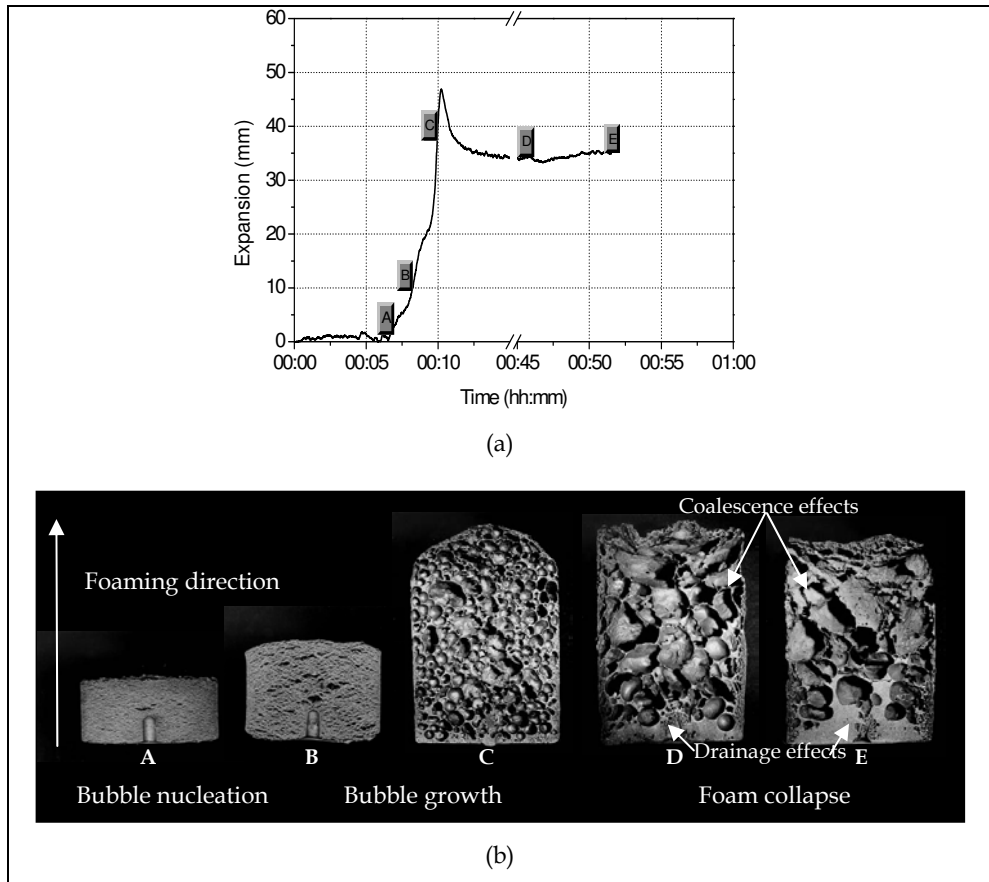 60
50
40
30
20
10
0
Expansion (mm)
A
B
C
D
E
00:00 00:05 00:10 00:45 00:50 00:55 01:00
Time (hh:mm)
(a)
Coalescence effects
Foaming direction
Drainage effects
A B C D E
Bubble nucleation Bubble growth Foam collapse
(b)